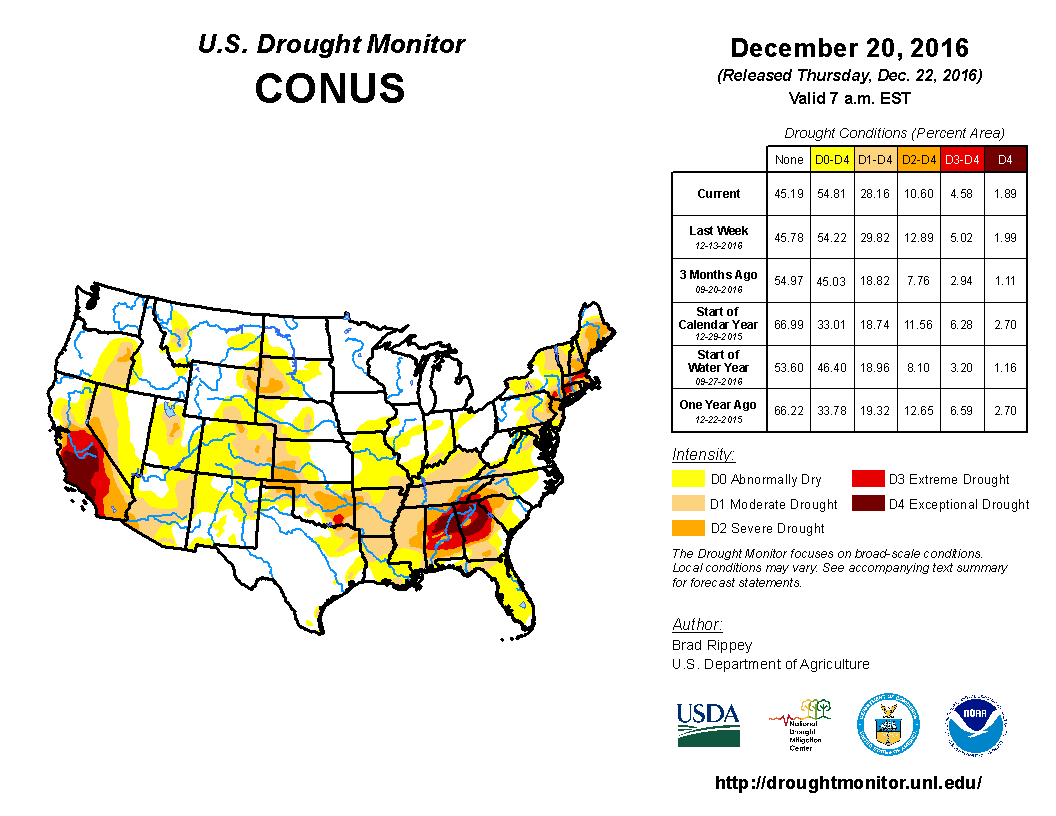 U.S. Drought Monitor
CONUS
December 20, 2016
(Released Thursday, Dec. 22, 2016)
Valid 7 a.m. EST
Drought Conditions (Percent Area)
None D0-D4 D1-D4 D2-D4 D3-D4 D4
Current 45.19 54.81 28.16 10.60 4.58 1.89
Last Week
12-13-2016 45.78 54.22 29.82 12.89 5.02 1.99
3 Months Ago
09-20-2016 54.97 45.03 18.82 7.76 2.94 1.11
Start of
Calendar Year
12-29-2015 66.99 33.01 18.74 11.56 6.28 2.70
Start of
Water Year
09-27-2016 53.60 46.40 18.96 8.10 3.20 1.16
One Year Ago
12-22-2015 66.22 33.78 19.32 12.65 6.59 2.70
Intensity:
D0 Abnormally Dry
D1 Moderate Drought
D2 Severe Drought
D3 Extreme Drought
D4 Exceptional Drought
The Drought Monitor focuses on broad-scale conditions.
Local conditions may vary. See accompanying text summary
for forecast statements.
Author:
Brad Rippey
U.S. Department of Agriculture
USDA
National
Drought
Mitigation
Center
NOAA
http://droughtmonitor.unl.edu/